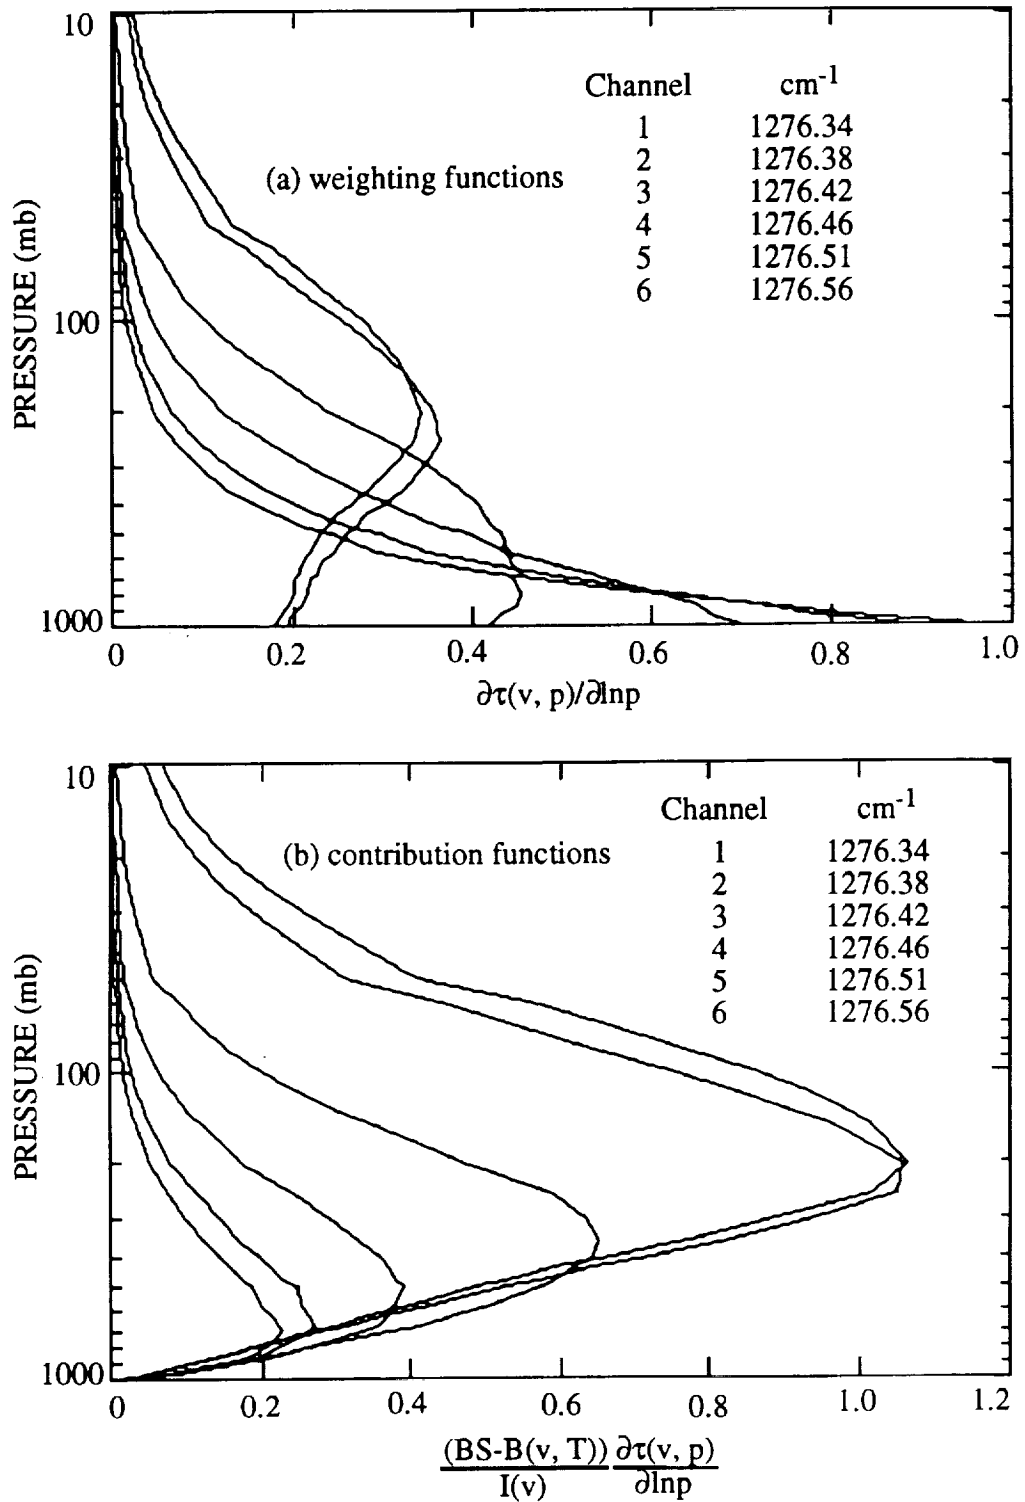 10
100
1000
PRESSURE (mb)
(a) weighting functions
Channel cm-1
1 1276.34
2 1276.38
3 1276.42
4 1276.46
5 1276.51
6 1276.56
0 0.2 0.4 0.6 0.8 1.0
∂τ(v, p)/∂lnp
10
100
1000
PRESSURE (mb)
(b) contribution functions
Channel cm-1
1 1276.34
2 1276.38
3 1276.42
4 1276.46
5 1276.51
6 1276.56
0 0.2 0.4 0.6 0.8 1.0 1.2
(BS-B(v, T)) ∂τ(v, p)
I(v) ∂lnp